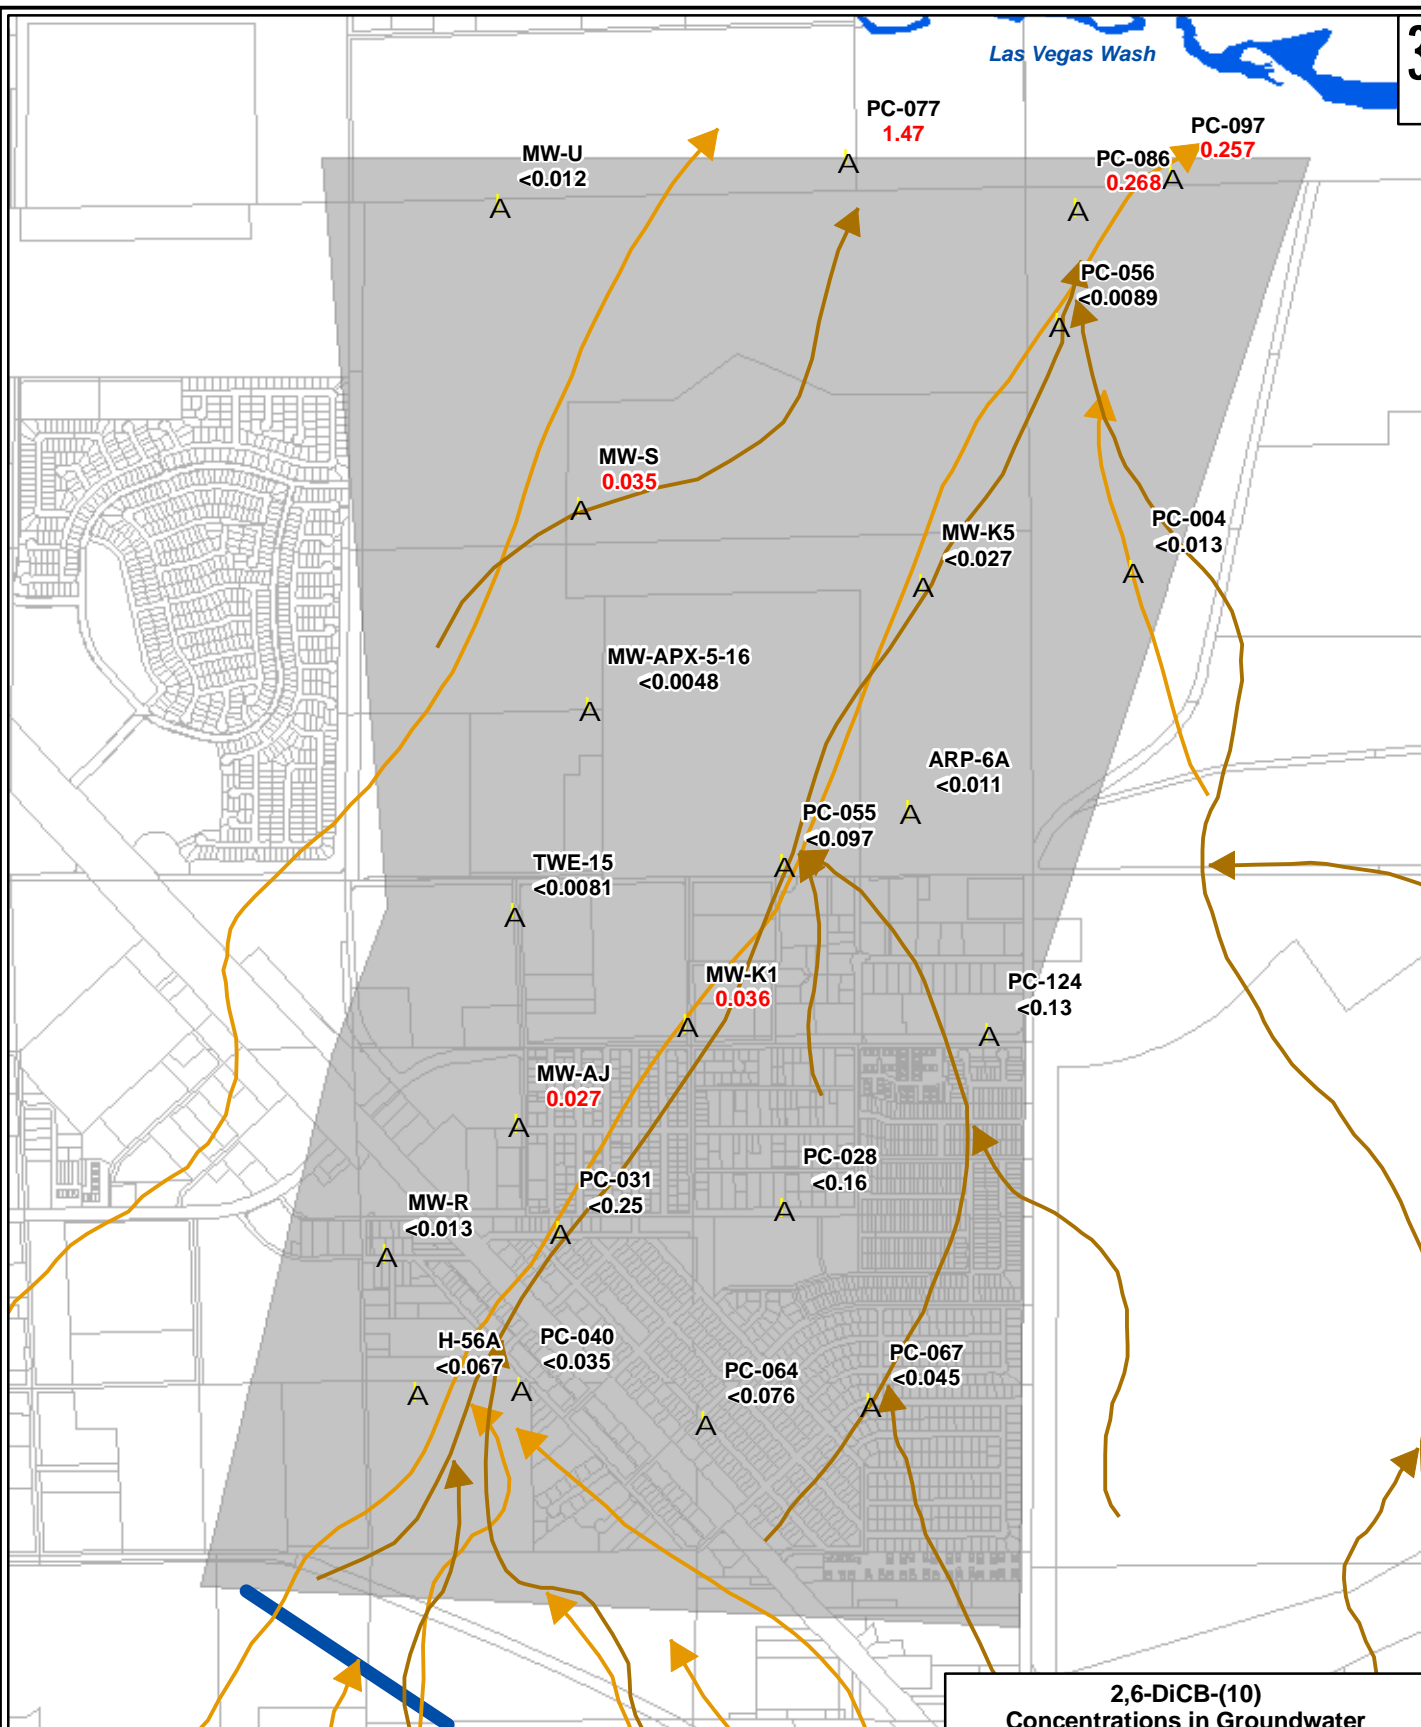 Las Vegas Wash
3
PC-077
1.47
PC-097
0.257
MW-U
<0.012
PC-086
0.268
A
A
A
A
PC-056
<0.0089
A
MW-S
0.035
A
PC-004
<0.013
MW-K5
<0.027
A
A
MW-APX-5-16
<0.0048
A
ARP-6A
<0.011
A
PC-055
<0.097
A
TWE-15
<0.0081
A
MW-K1
0.036
A
PC-124
<0.13
A
MW-AJ
0.027
A
PC-028
<0.16
A
PC-031
<0.25
A
MW-R
<0.013
A
H-56A
<0.067
A
PC-040
<0.035
A
PC-064
<0.076
A
PC-067
<0.045
A
2,6-DiCB-(10)
Concentrations in Groundwater